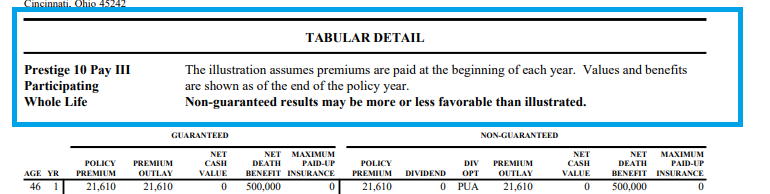 Cincinnati, Ohio 45242
TABULAR DETAIL
Prestige 10 Pay III The illustration assumes premiums are paid at the beginning of each year. Values and benefits
Participating are shown as of the end of the policy year.
Whole Life Non-guaranteed results may be more or less favorable than illustrated.
GUARANTEED NON-GUARANTEED
NET NET MAXIMUM NET NET MAXIMUM
POLICY PREMIUM CASH DEATH PAID-UP POLICY DIV PREMIUM CASH DEATH PAID-UP
AGE YR PREMIUM OUTLAY VALUE BENEFIT INSURANCE PREMIUM DIVIDEND OPT OUTLAY VALUE BENEFIT INSURANCE
46 1 21,610 21,610 0 500,000 0 21,610 0 PUA 21,610 0 500,000 0